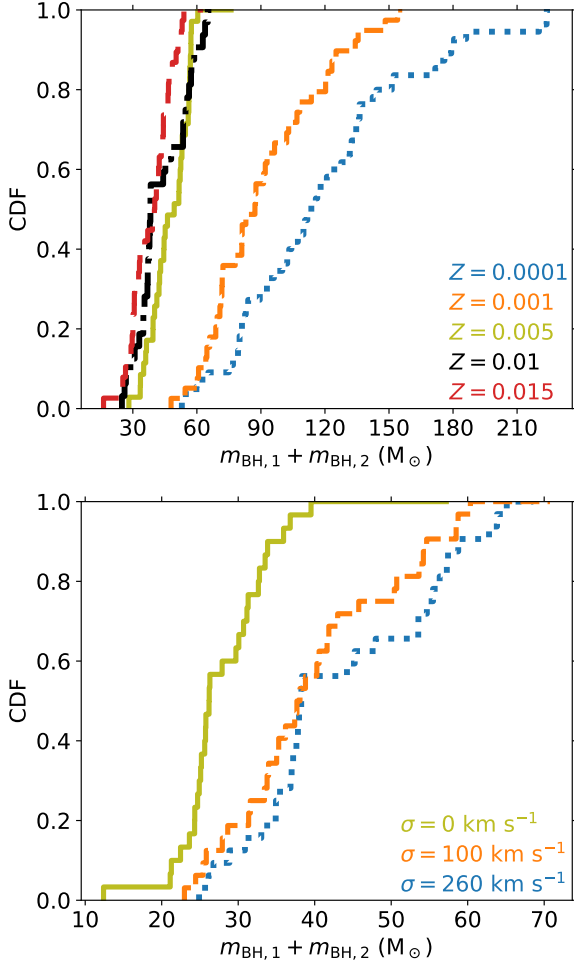 1.0
0.8
0.6
0.4
0.2
0.0
CDF
Z = 0.0001
Z = 0.001
Z = 0.005
Z = 0.01
Z = 0.015
30 60 90 120 150 180 210
m_BH,1 + m_BH,2 (M_⊙)
1.0
0.8
0.6
0.4
0.2
0.0
CDF
σ = 0 km s⁻¹
σ = 100 km s⁻¹
σ = 260 km s⁻¹
10 20 30 40 50 60 70
m_BH,1 + m_BH,2 (M_⊙)